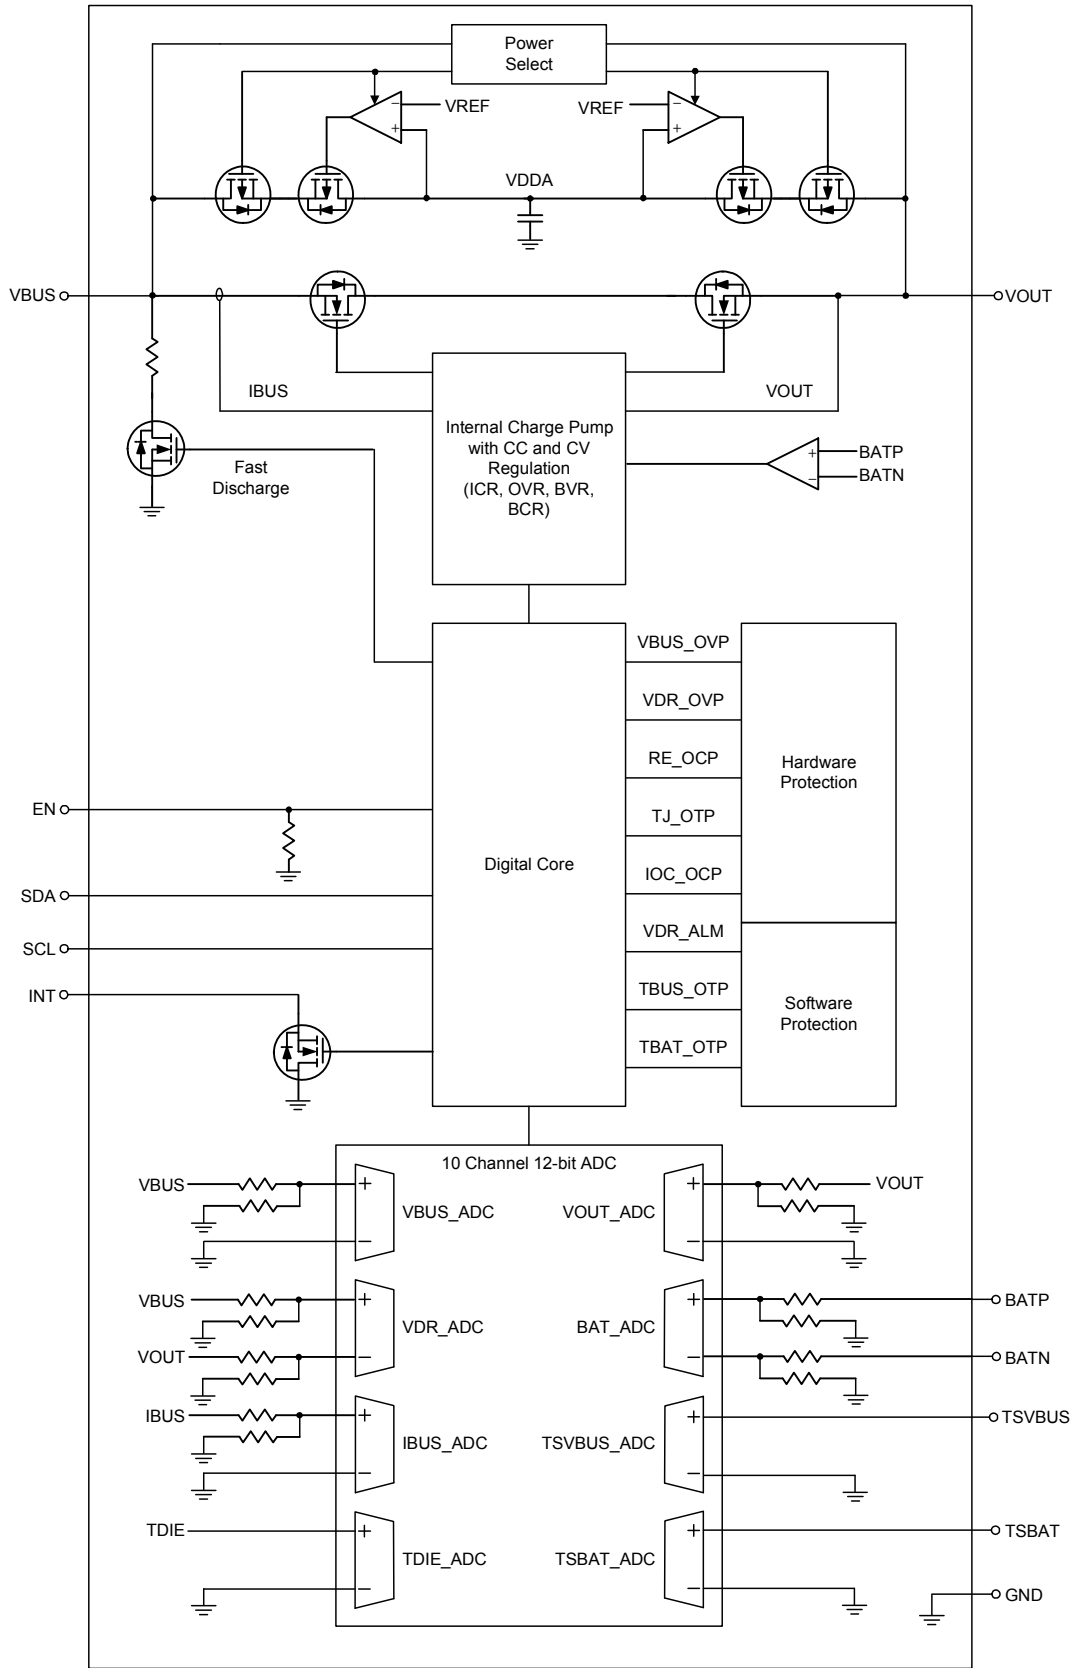 Power
Select
VREF
VREF
-
+
-
+
VDDA
VBUS
VOUT
IBUS
VOUT
Internal Charge Pump
with CC and CV
Regulation
(ICR, OVR, BVR,
BCR)
+
-
BATP
BATN
Fast
Discharge
VBUS_OVP
VDR_OVP
RE_OCP
TJ_OTP
IOC_OCP
VDR_ALM
TBUS_OTP
TBAT_OTP
Hardware
Protection
Software
Protection
Digital Core
EN
SDA
SCL
INT
10 Channel 12-bit ADC
VBUS
+
-
VBUS_ADC
VOUT_ADC
+
-
VOUT
VBUS
VOUT
+
-
VDR_ADC
BAT_ADC
+
-
BATP
BATN
IBUS
+
-
IBUS_ADC
TSVBUS_ADC
+
-
TSVBUS
TDIE
+
-
TDIE_ADC
TSBAT_ADC
+
-
TSBAT
GND